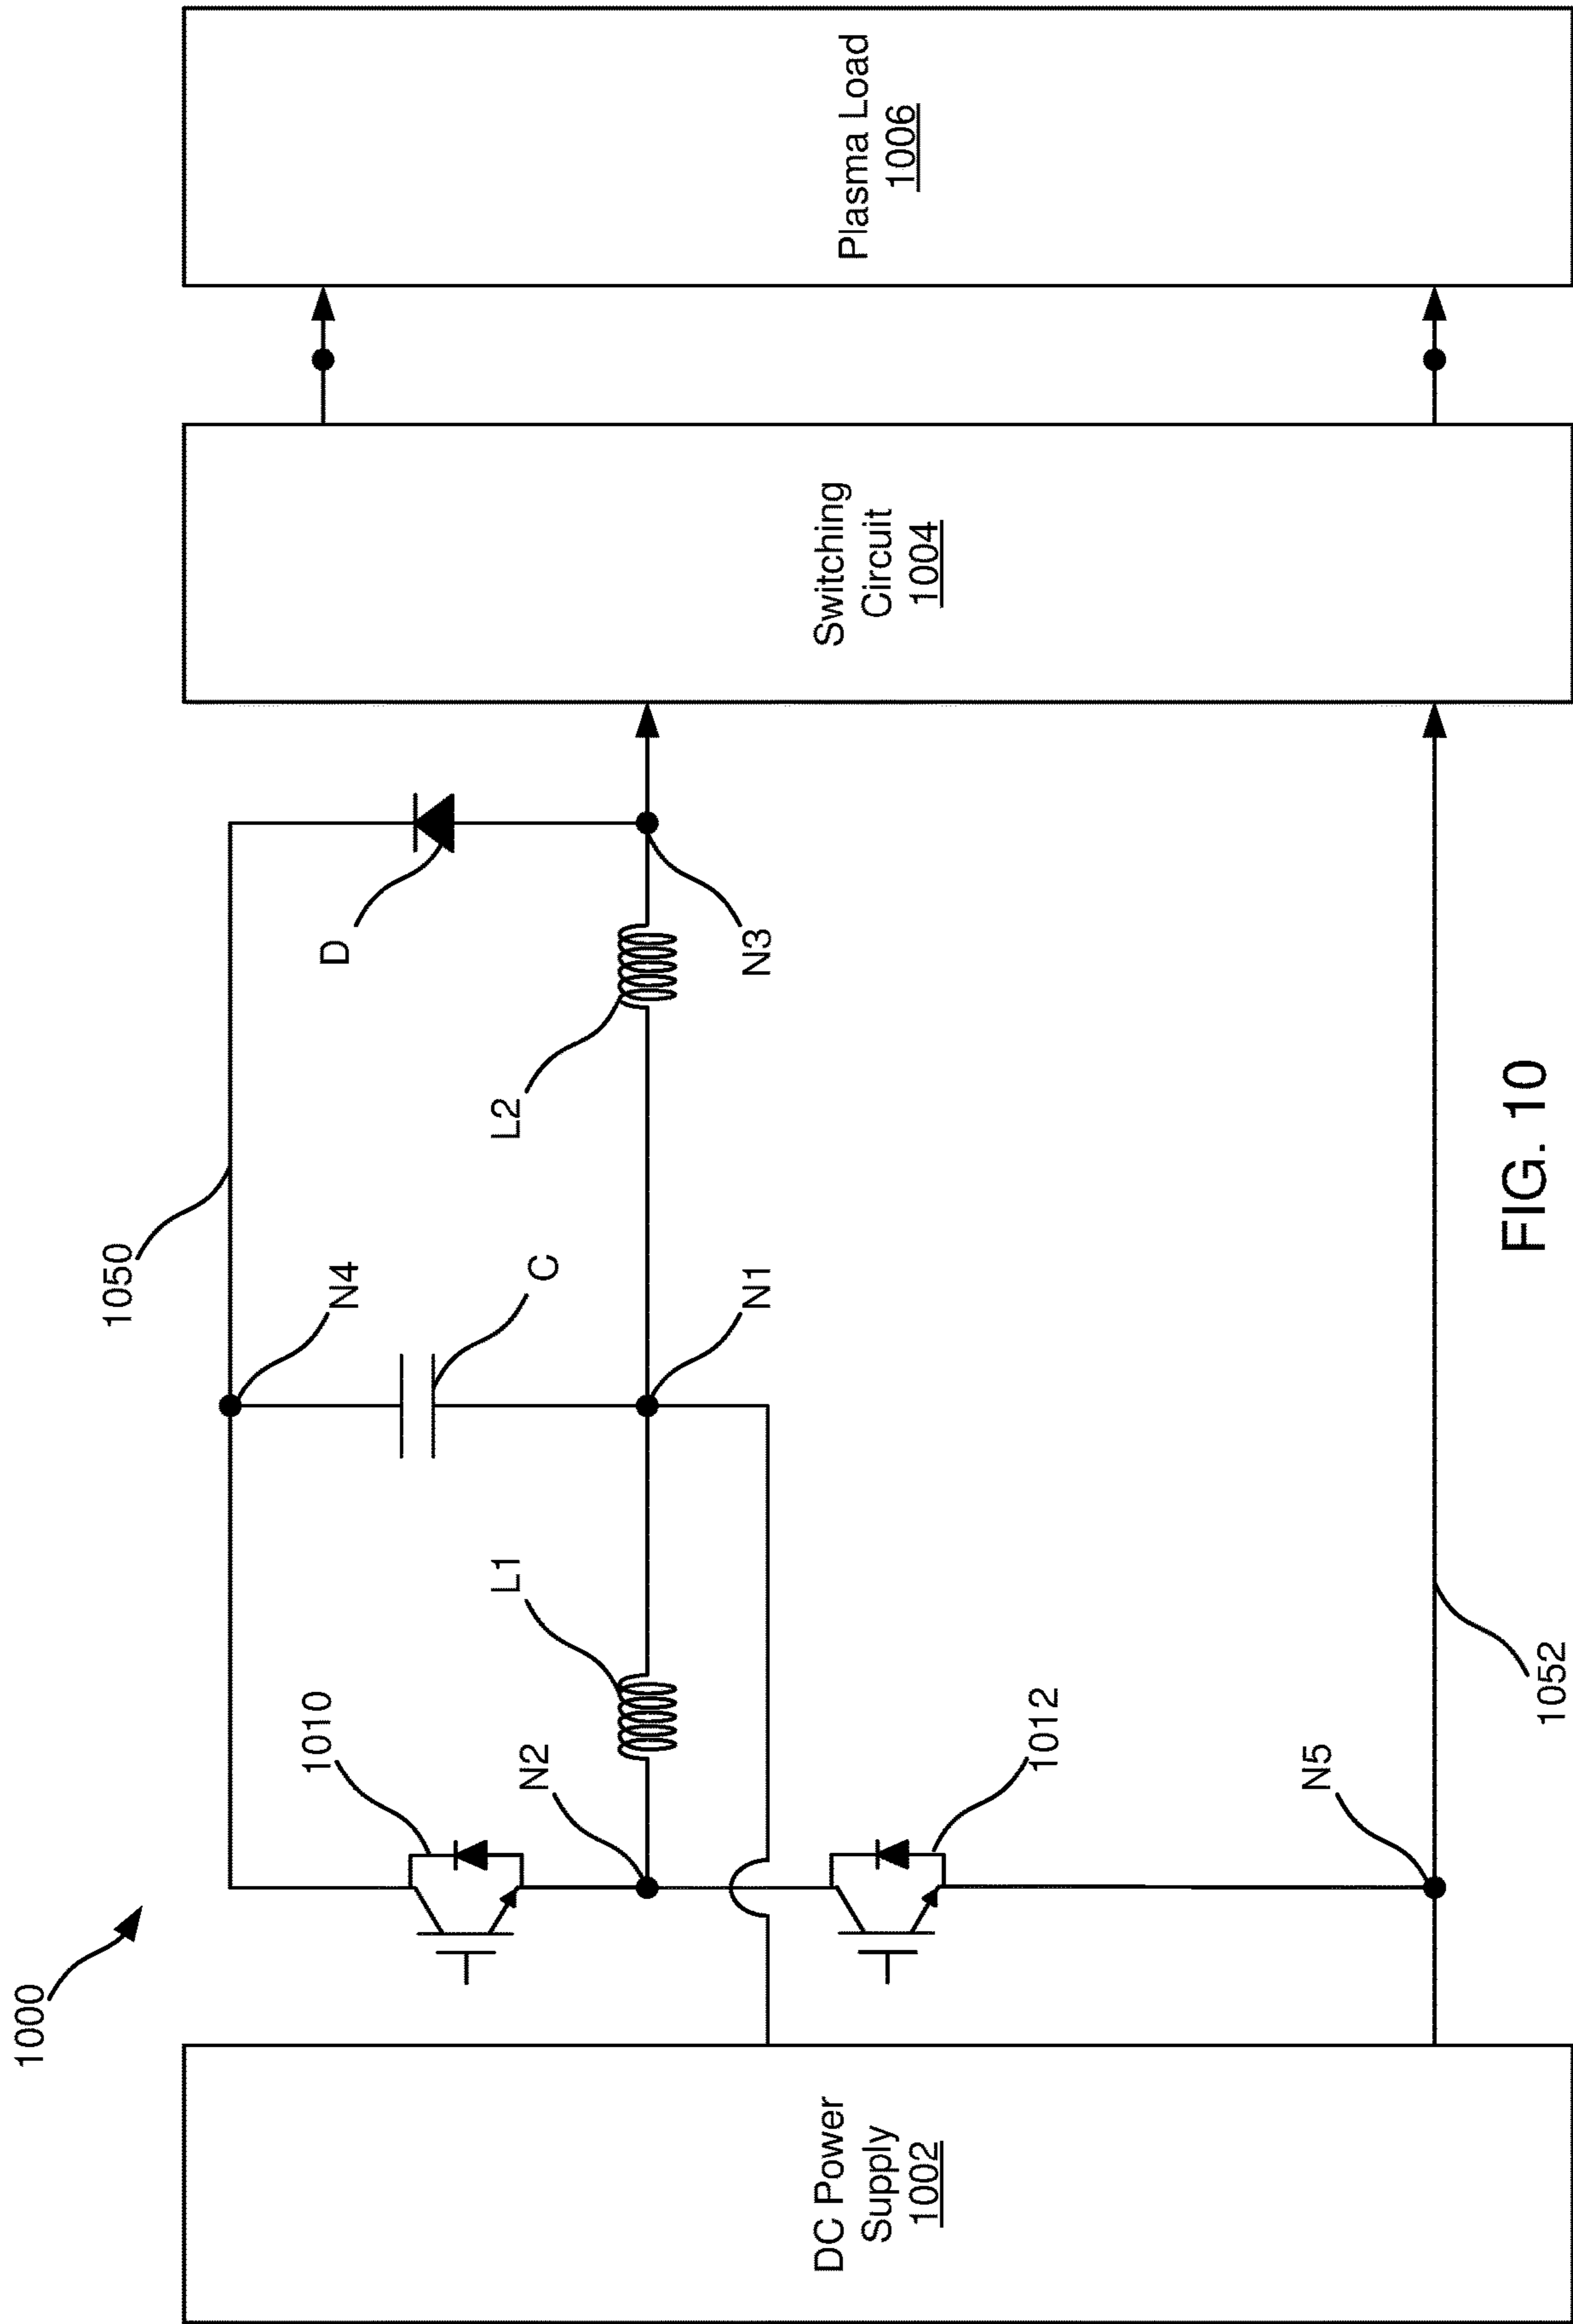 1000
DC Power
Supply
1002
1010
N2
L1
1012
N5
1052
1050
N4
C
N1
L2
D
N3
Switching
Circuit
1004
Plasma Load
1006
FIG. 10